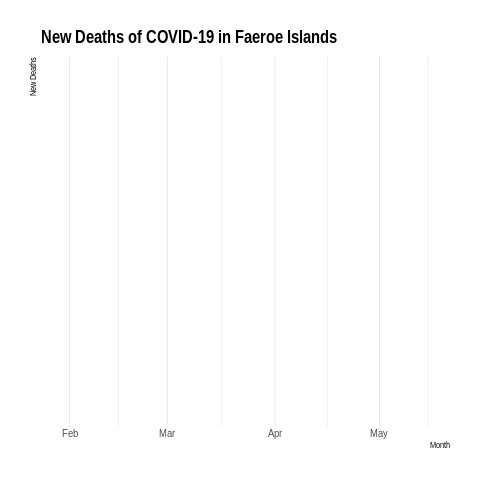 New Deaths of COVID-19 in Faeroe Islands
New Deaths
Feb Mar Apr May
Month